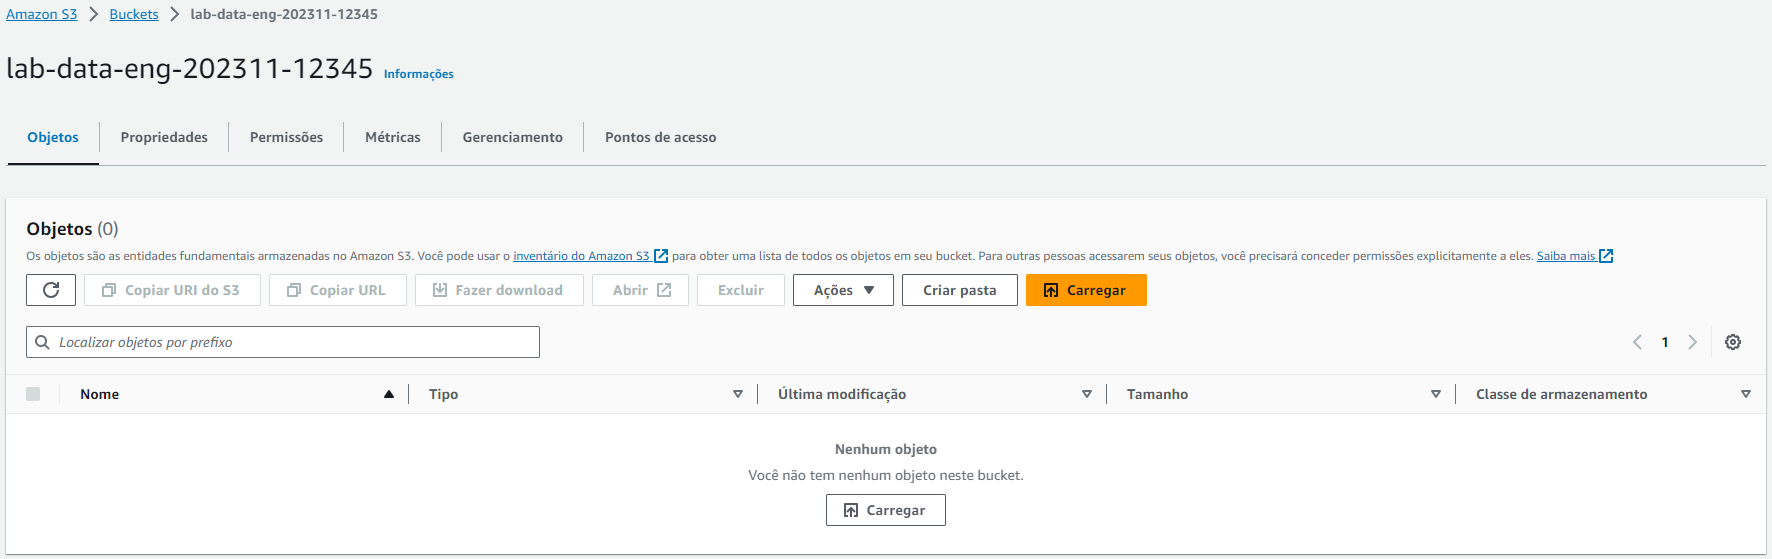 Amazon S3 > Buckets > lab-data-eng-202311-12345
lab-data-eng-202311-12345 Informações
Objetos Propriedades Permissões Métricas Gerenciamento Pontos de acesso
Objetos (0)
Os objetos são as entidades fundamentais armazenadas no Amazon S3. Você pode usar o inventário do Amazon S3 para obter uma lista de todos os objetos em seu bucket. Para outras pessoas acessarem seus objetos, você precisará conceder permissões explicitamente a eles. Saiba mais
Copiar URI do S3 Copiar URL Fazer download Abrir Excluir Ações Criar pasta Carregar
Localizar objetos por prefixo 1
Nome Tipo Última modificação Tamanho Classe de armazenamento
Nenhum objeto
Você não tem nenhum objeto neste bucket.
Carregar